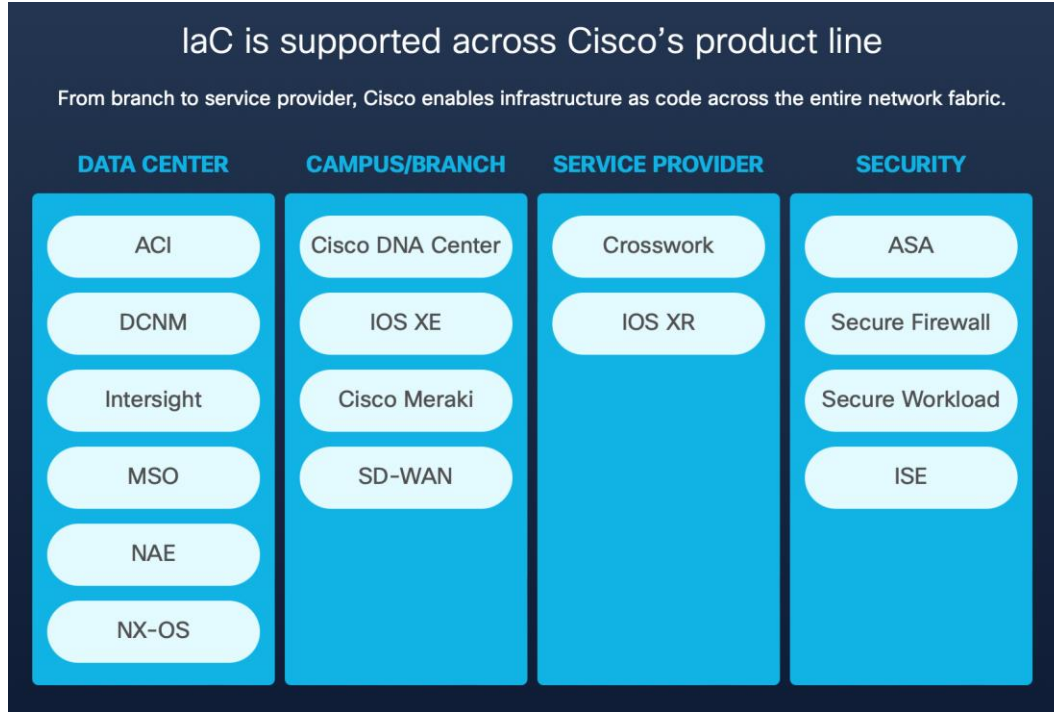 IaC is supported across Cisco's product line
From branch to service provider, Cisco enables infrastructure as code across the entire network fabric.
DATA CENTER
ACI
DCNM
Intersight
MSO
NAE
NX-OS
CAMPUS/BRANCH
Cisco DNA Center
IOS XE
Cisco Meraki
SD-WAN
SERVICE PROVIDER
Crosswork
IOS XR
SECURITY
ASA
Secure Firewall
Secure Workload
ISE